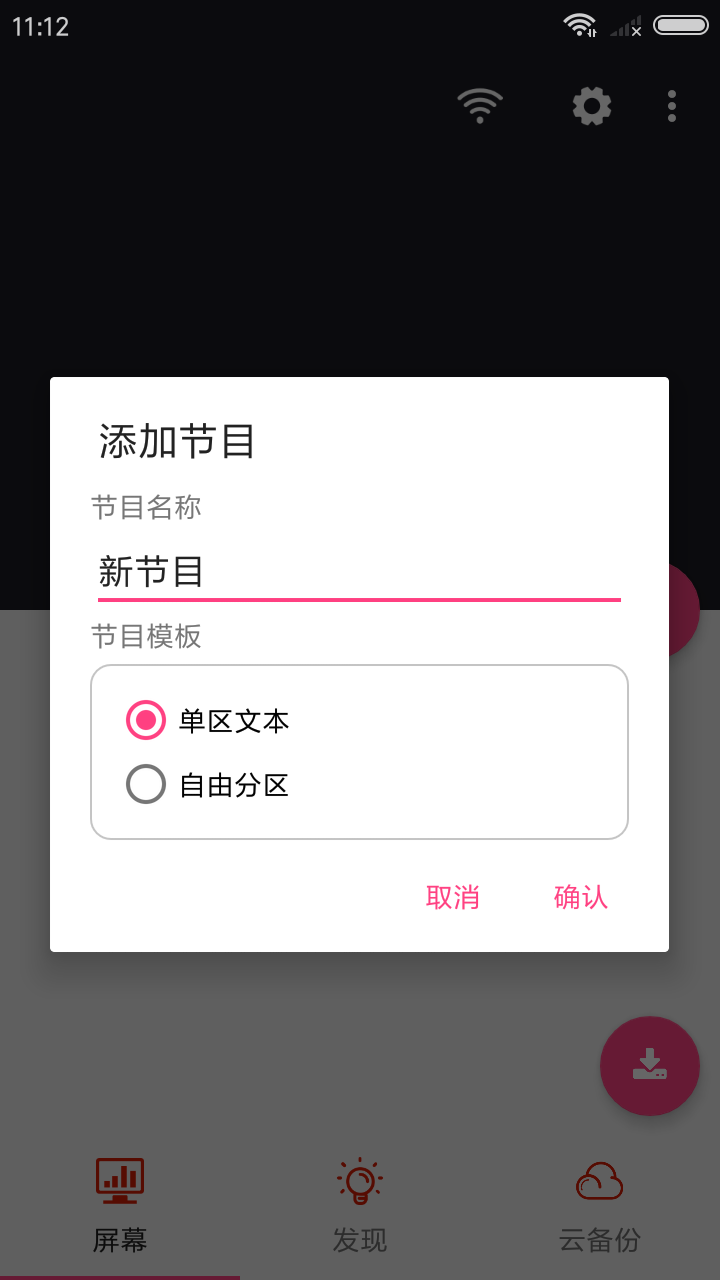 11:12
添加节目
节目名称
新节目
节目模板
单区文本
自由分区
取消 确认
屏幕 发现 云备份